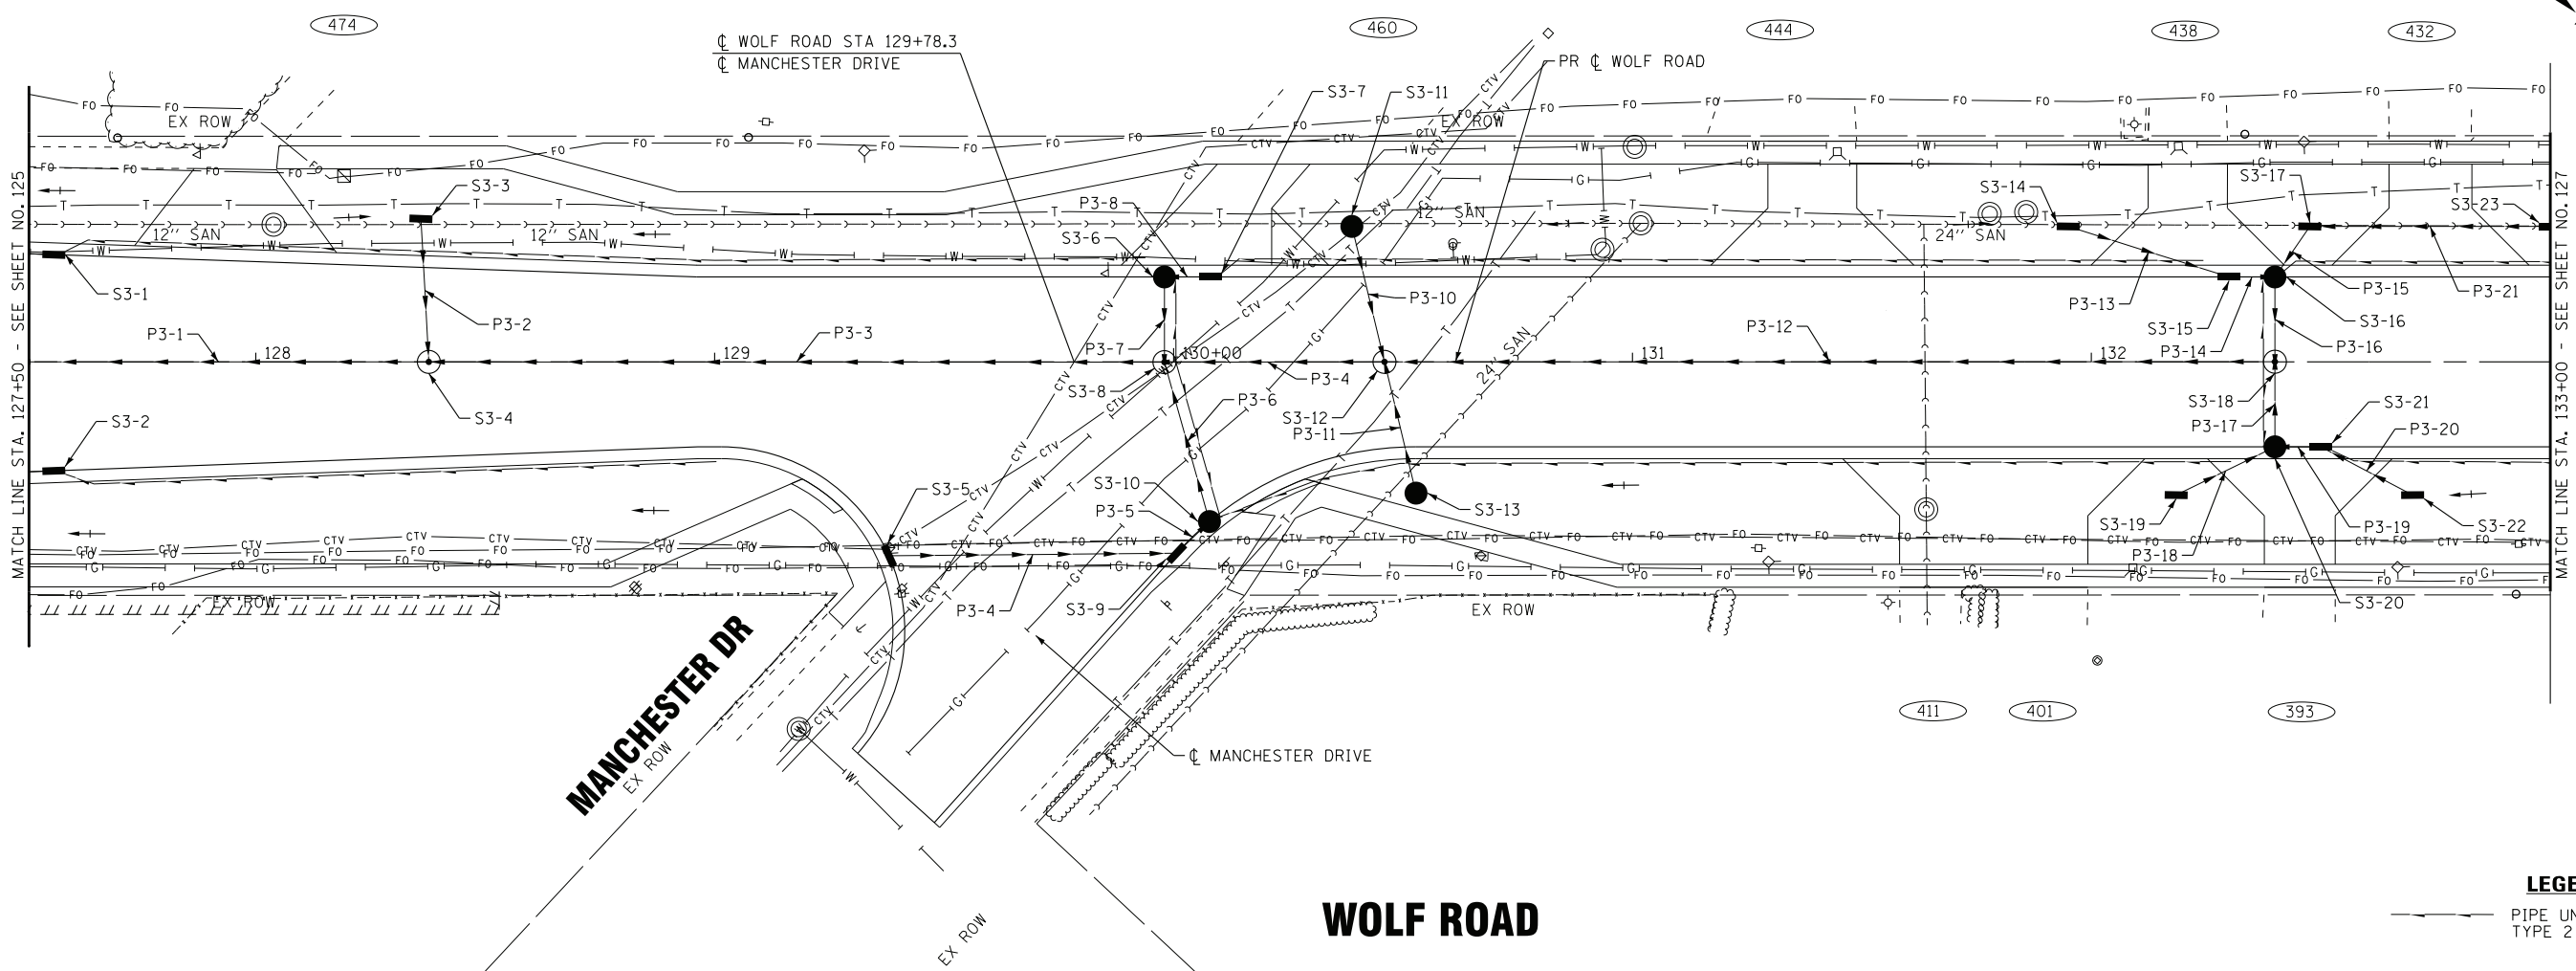 474
460
444
438
432
℄ WOLF ROAD STA 129+78.3
℄ MANCHESTER DRIVE
PR ℄ WOLF ROAD
S3-7
S3-11
EX ROW
EX ROW
S3-3
P3-8
S3-6
S3-14
S3-17
S3-23
12'' SAN
12'' SAN
12'' SAN
24'' SAN
S3-1
P3-2
P3-10
P3-13
P3-15
P3-21
S3-15
S3-16
P3-1
P3-3
P3-7
P3-12
P3-14
P3-16
128
129
130+00
131
132
S3-8
P3-4
24'' SAN
S3-2
S3-4
P3-6
S3-12
P3-11
S3-18
P3-17
S3-21
P3-20
S3-5
S3-10
P3-5
S3-13
S3-19
P3-18
P3-19
S3-22
P3-4
S3-9
S3-20
EX ROW
EX ROW
MATCH LINE STA. 127+50 - SEE SHEET NO. 125
MATCH LINE STA. 133+00 - SEE SHEET NO. 127
MANCHESTER DR
EX ROW
℄ MANCHESTER DRIVE
411
401
393
EX ROW
WOLF ROAD
LEGE
PIPE UN
TYPE 2